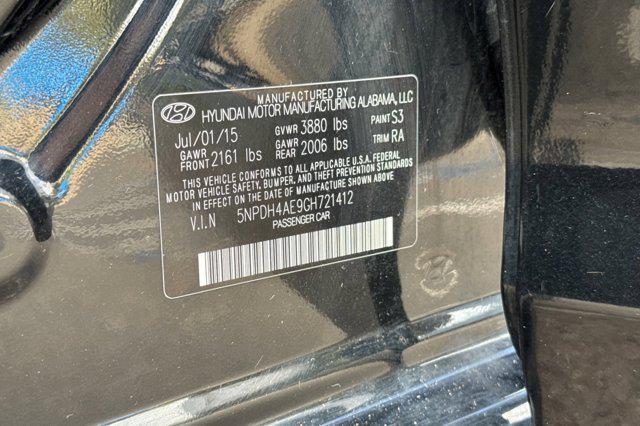 MANUFACTURED BY
HYUNDAI MOTOR MANUFACTURING ALABAMA, LLC
Jul/01/15 GVWR 3880 lbs PAINT S3
GAWR FRONT 2161 lbs GAWR REAR 2006 lbs TRIM RA
THIS VEHICLE CONFORMS TO ALL APPLICABLE U.S.A. FEDERAL
MOTOR VEHICLE SAFETY, BUMPER, AND THEFT PREVENTION STANDARDS
IN EFFECT ON THE DATE OF MANUFACTURE SHOWN ABOVE.
V.I.N 5NPDH4AE9GH721412
PASSENGER CAR